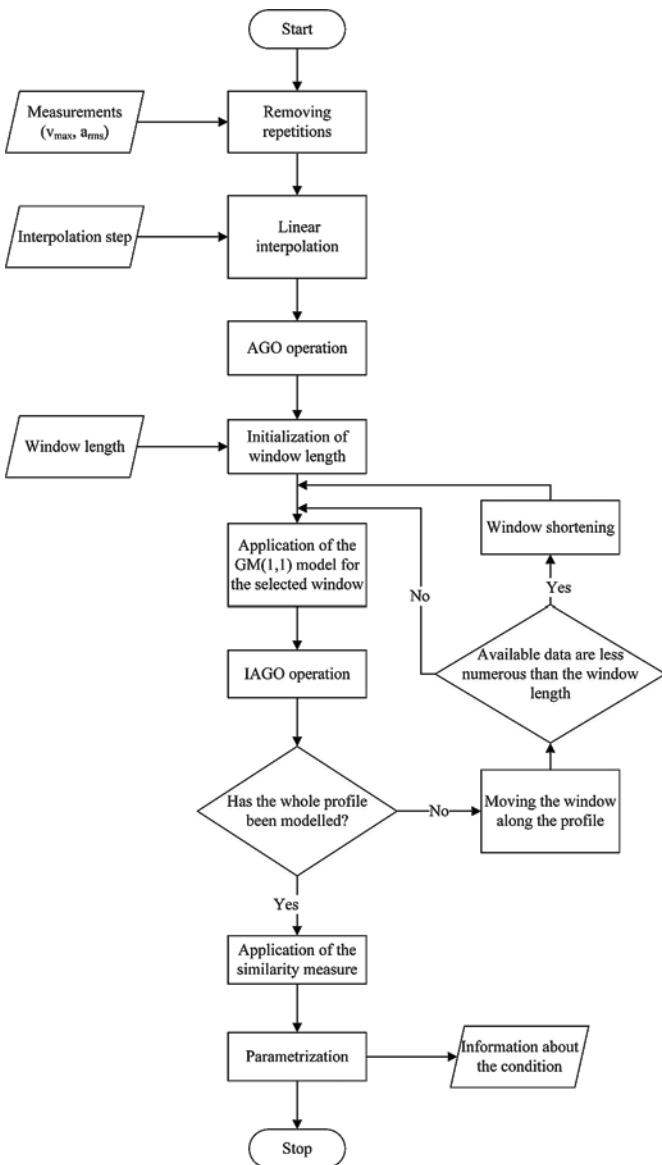 Start
Measurements
(vmax, arms)
Removing
repetitions
Interpolation step
Linear
interpolation
AGO operation
Window length
Initialization of
window length
Window shortening
Application of the
GM(1,1) model for
the selected window
No
Yes
Available data are less
numerous than the window
length
IAGO operation
Has the whole profile
been modelled?
No
Moving the window
along the profile
Yes
Application of the
similarity measure
Parametrization
Information about
the condition
Stop